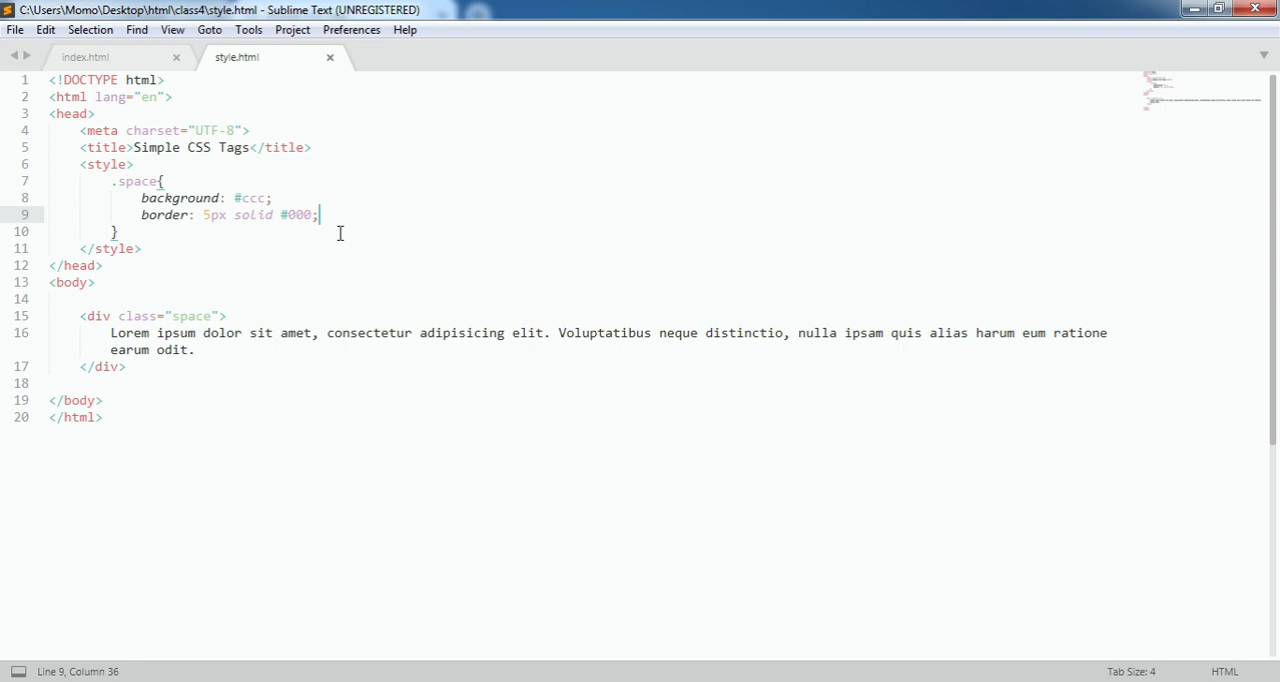 C:\Users\Momo\Desktop\html\class4\style.html - Sublime Text (UNREGISTERED)
File Edit Selection Find View Goto Tools Project Preferences Help
index.html style.html
1 <!DOCTYPE html>
2 <html lang="en">
3 <head>
4 <meta charset="UTF-8">
5 <title>Simple CSS Tags</title>
6 <style>
7 .space{
8 background: #ccc;
9 border: 5px solid #000;
10 }
11 </style>
12 </head>
13 <body>
14
15 <div class="space">
16 Lorem ipsum dolor sit amet, consectetur adipisicing elit. Voluptatibus neque distinctio, nulla ipsam quis alias harum eum ratione
earum odit.
17 </div>
18
19 </body>
20 </html>
Line 9, Column 36 Tab Size: 4 HTML